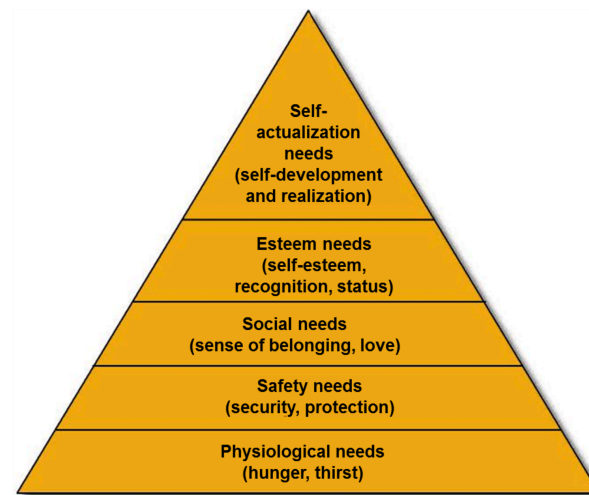 Self-
actualization
needs
(self-development
and realization)
Esteem needs
(self-esteem,
recognition, status)
Social needs
(sense of belonging, love)
Safety needs
(security, protection)
Physiological needs
(hunger, thirst)